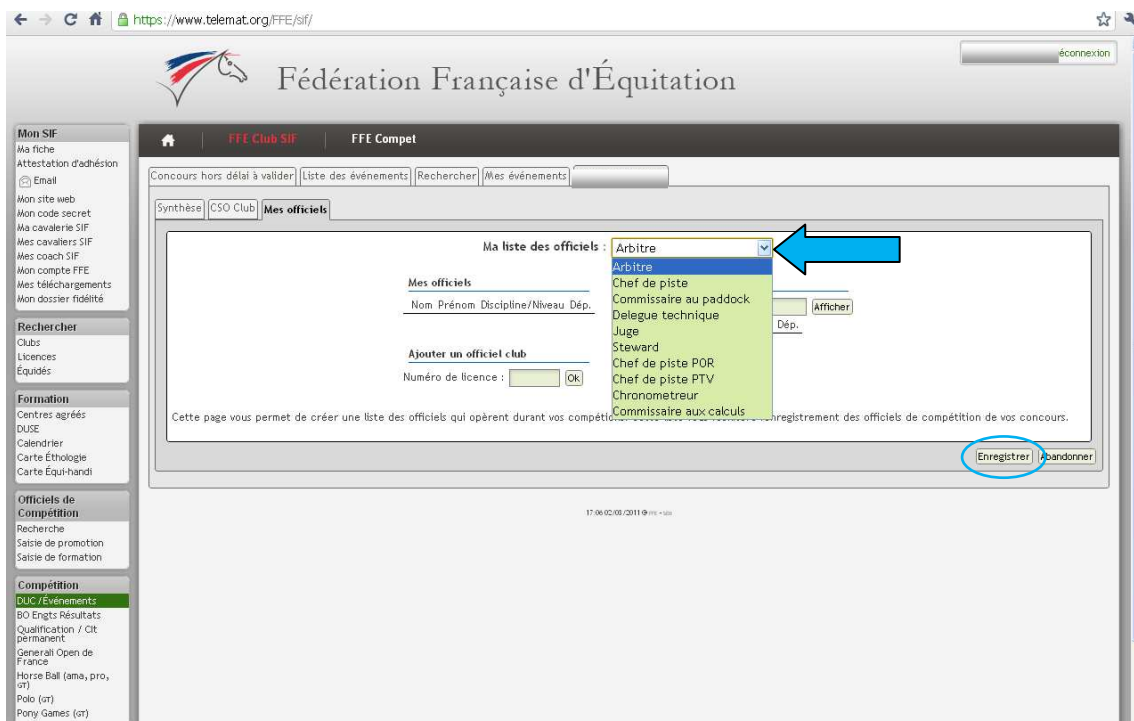 https://www.telemat.org/FFE/sif/
éconnexion
Fédération Française d'Équitation
FFE Club SIF
FFE Compet
Mon SIF
Ma fiche
Attestation d'adhésion
Email
Mon site web
Mon code secret
Ma cavalerie SIF
Mes cavaliers SIF
Mes coach SIF
Mon compte FFE
Mes téléchargements
Mon dossier fidélité
Rechercher
Clubs
Licences
Équidés
Formation
Centres agréés
DUSE
Calendrier
Carte Éthologie
Carte Équi-handi
Officiels de
Compétition
Recherche
Saisie de promotion
Saisie de formation
Compétition
DUC /Événements
BO Engts Résultats
Qualification / Clt
permanent
Generali Open de
France
Horse Ball (ama, pro,
GT)
Polo (GT)
Pony Games (GT)
Concours hors délai à valider Liste des événements Rechercher Mes événements
Synthèse CSO Club Mes officiels
Ma liste des officiels : Arbitre
Arbitre
Chef de piste
Commissaire au paddock
Delegue technique
Juge
Steward
Chef de piste POR
Chef de piste PTV
Chronometreur
Commissaire aux calculs
Mes officiels
Nom Prénom Discipline/Niveau Dép.
Afficher
Dép.
Ajouter un officiel club
Numéro de licence : Ok
Cette page vous permet de créer une liste des officiels qui opèrent durant vos compéti enregistrement des officiels de compétition de vos concours.
Enregistrer Abandonner
17:06 02/08/2011